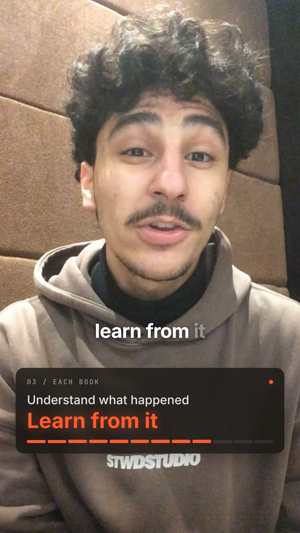 learn from it
03 / EACH BOOK
Understand what happened
Learn from it
STWDSTUDIO